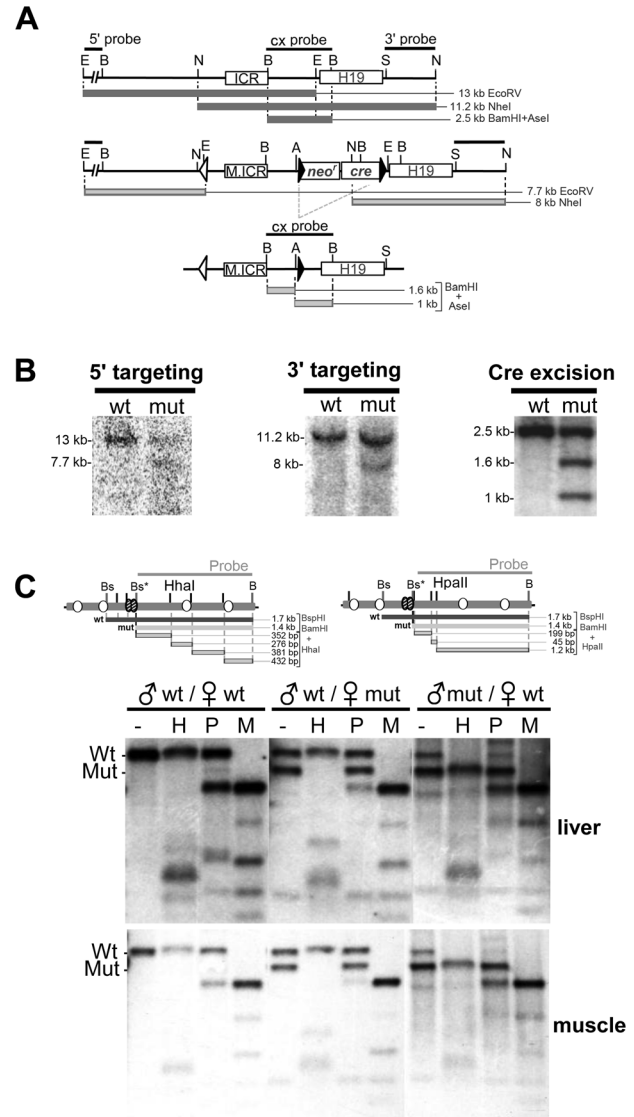 A
5' probe cx probe 3' probe
E B N B E B S N
ICR H19
13 kb EcoRV
11.2 kb NheI
2.5 kb BamHI+AseI
E B N E B A N B E B S N
M.ICR neoʳ cre H19
7.7 kb EcoRV
8 kb NheI
cx probe
B A B S
M.ICR H19
1.6 kb BamHI
+
1 kb AseI
B
5' targeting 3' targeting Cre excision
wt mut wt mut wt mut
13 kb- 11.2 kb- 2.5 kb-
7.7 kb- 8 kb- 1.6 kb-
1 kb-
C
Probe Probe
Bs Bs* HhaI B Bs Bs* HpaII B
wt 1.7 kb BspHI wt 1.7 kb BspHI
mut 1.4 kb BamHI mut 1.4 kb BamHI
352 bp + 199 bp +
276 bp HhaI 45 bp HpaII
381 bp 1.2 kb
432 bp
♂ wt / ♀ wt ♂ wt / ♀ mut ♂ mut / ♀ wt
- H P M - H P M - H P M
Wt -
Mut -
liver
Wt -
Mut -
muscle